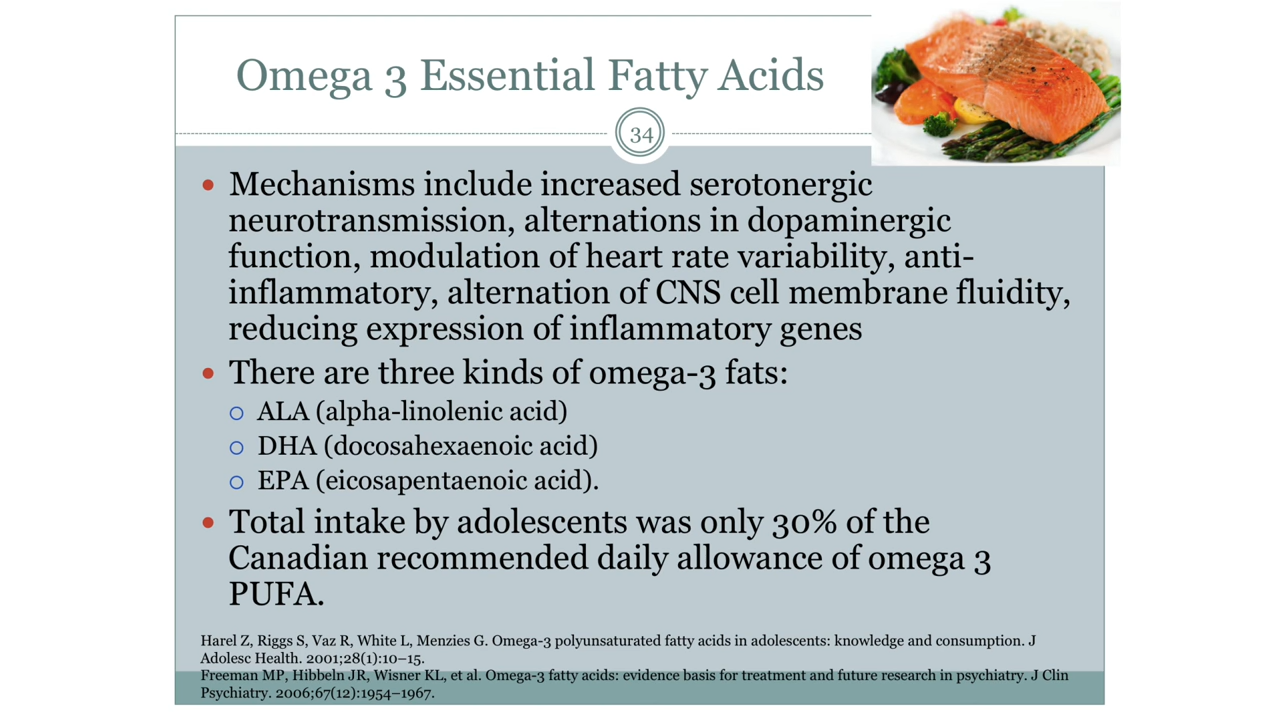 Omega 3 Essential Fatty Acids
34
• Mechanisms include increased serotonergic
neurotransmission, alternations in dopaminergic
function, modulation of heart rate variability, anti-
inflammatory, alternation of CNS cell membrane fluidity,
reducing expression of inflammatory genes
• There are three kinds of omega-3 fats:
○ ALA (alpha-linolenic acid)
○ DHA (docosahexaenoic acid)
○ EPA (eicosapentaenoic acid).
• Total intake by adolescents was only 30% of the
Canadian recommended daily allowance of omega 3
PUFA.
Harel Z, Riggs S, Vaz R, White L, Menzies G. Omega-3 polyunsaturated fatty acids in adolescents: knowledge and consumption. J
Adolesc Health. 2001;28(1):10–15.
Freeman MP, Hibbeln JR, Wisner KL, et al. Omega-3 fatty acids: evidence basis for treatment and future research in psychiatry. J Clin
Psychiatry. 2006;67(12):1954–1967.